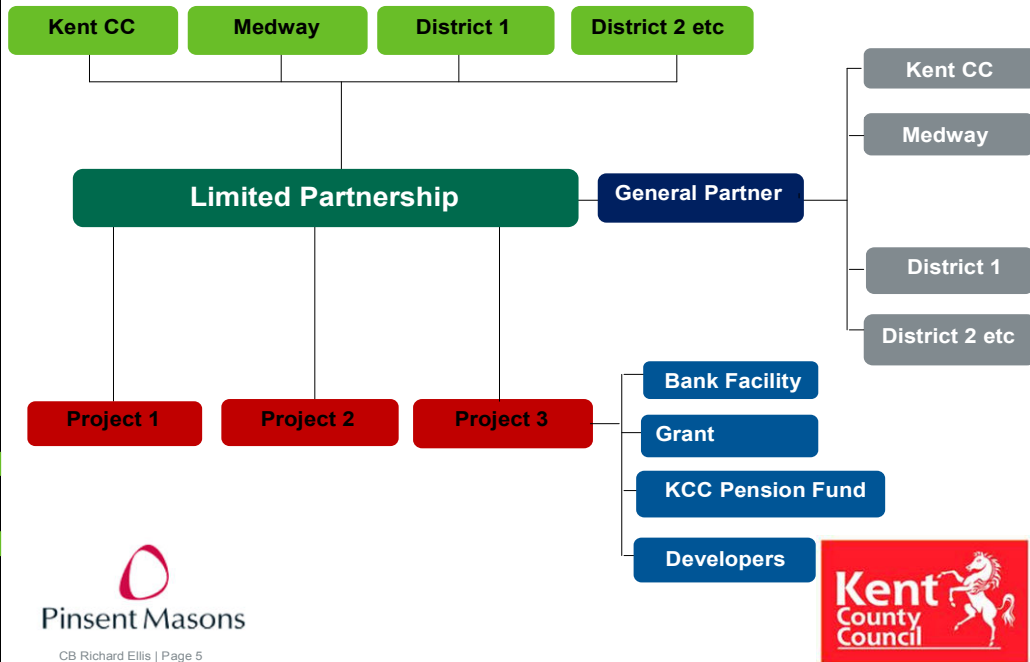 Kent CC
Medway
District 1
District 2 etc
Kent CC
Medway
Limited Partnership
General Partner
District 1
District 2 etc
Bank Facility
Project 1
Project 2
Project 3
Grant
KCC Pension Fund
Developers
Pinsent Masons
Kent
County
Council
CB Richard Ellis | Page 5